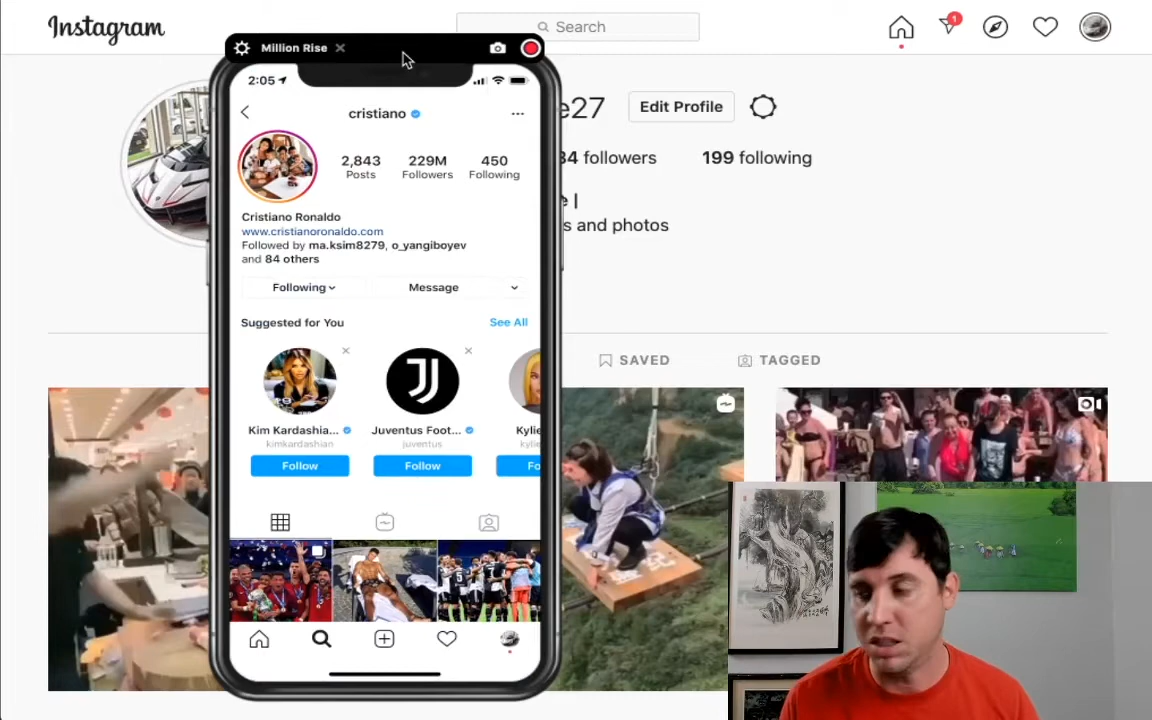 Instagram
Search
1
Million Rise
2:05
cristiano
e27
Edit Profile
2,843
229M
450
Posts
Followers
Following
34 followers
199 following
Cristiano Ronaldo
www.cristianoronaldo.com
Followed by ma.ksim8279, o_yangiboyev
and 84 others
e |
s and photos
Following
Message
Suggested for You
See All
SAVED
TAGGED
Kim Kardashia...
Juventus Foot...
Kylie
kimkardashian
juventus
Follow
Follow
Fo